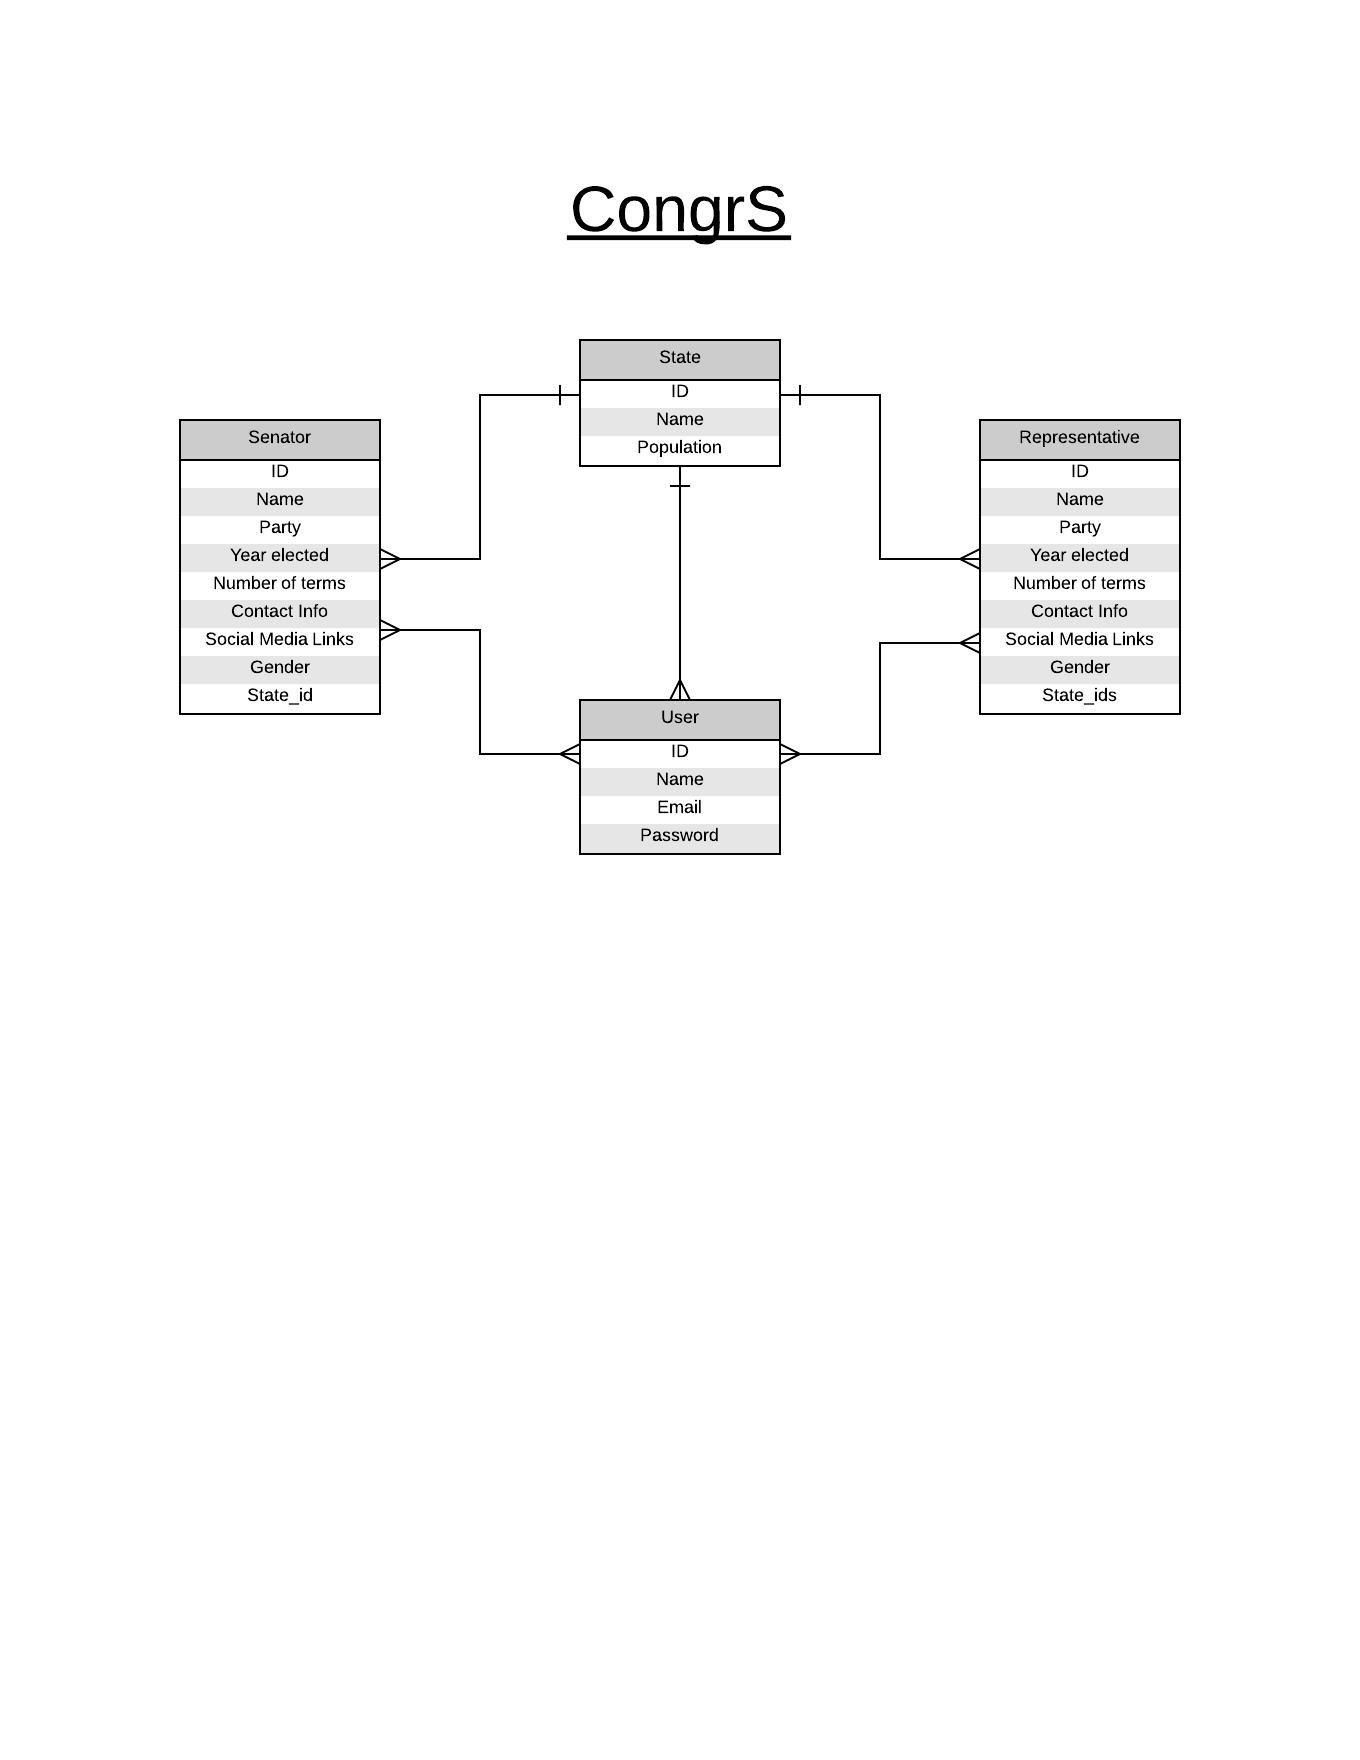 CongrS
State
ID
Name
Population
Senator
ID
Name
Party
Year elected
Number of terms
Contact Info
Social Media Links
Gender
State_id
Representative
ID
Name
Party
Year elected
Number of terms
Contact Info
Social Media Links
Gender
State_ids
User
ID
Name
Email
Password